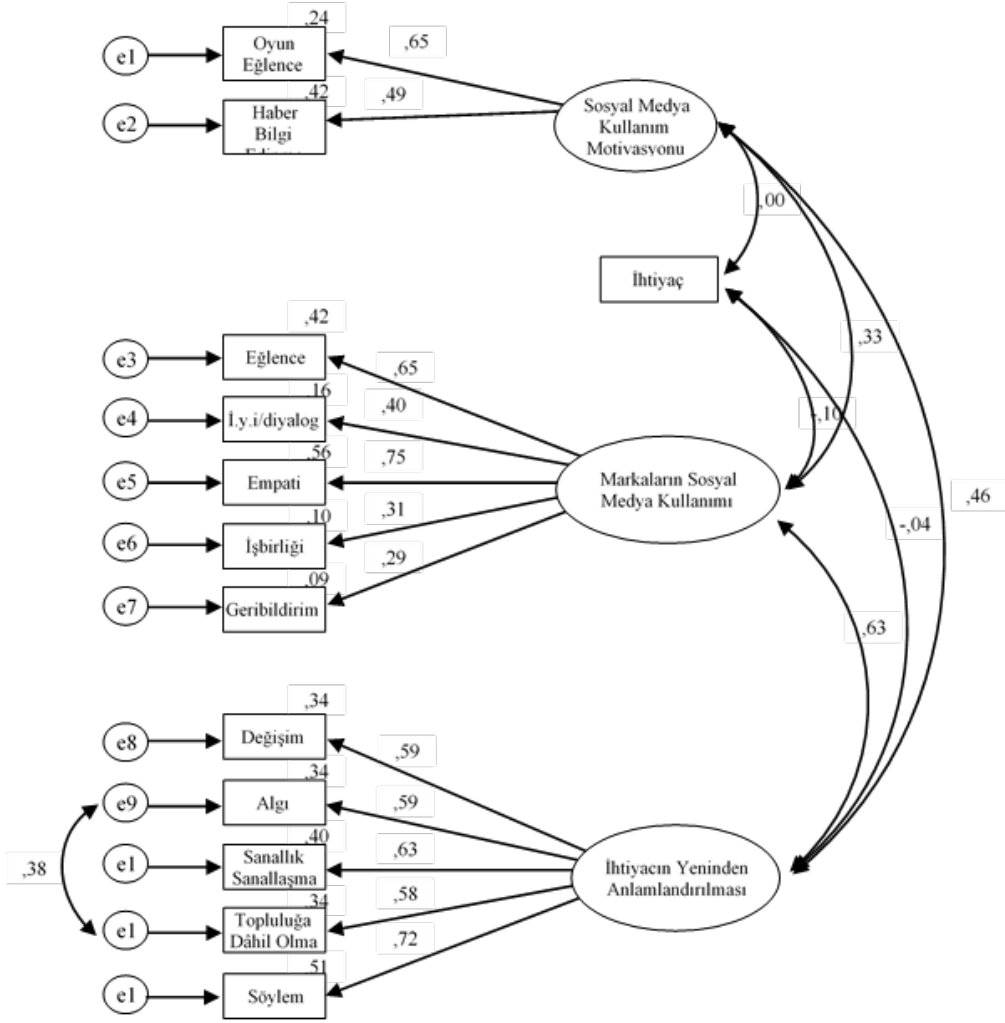 ,24
e1
Oyun
Eğlence
,65
,42
e2
Haber
Bilgi
,49
Sosyal Medya
Kullanım
Motivasyonu
,00
İhtiyaç
,42
e3
Eğlence
,65
,33
,16
e4
İ.y.i/diyalog
,40
-,10
,56
e5
Empati
,75
Markaların Sosyal
Medya Kullanımı
,46
,10
e6
İşbirliği
,31
-,04
,09
e7
Geribildirim
,29
,63
,34
e8
Değişim
,59
,34
e9
Algı
,59
,40
e1
Sanallık
Sanallaşma
,63
İhtiyacın Yeninden
Anlamlandırılması
,38
,34
e1
Topluluğa
Dâhil Olma
,58
,72
,51
e1
Söylem